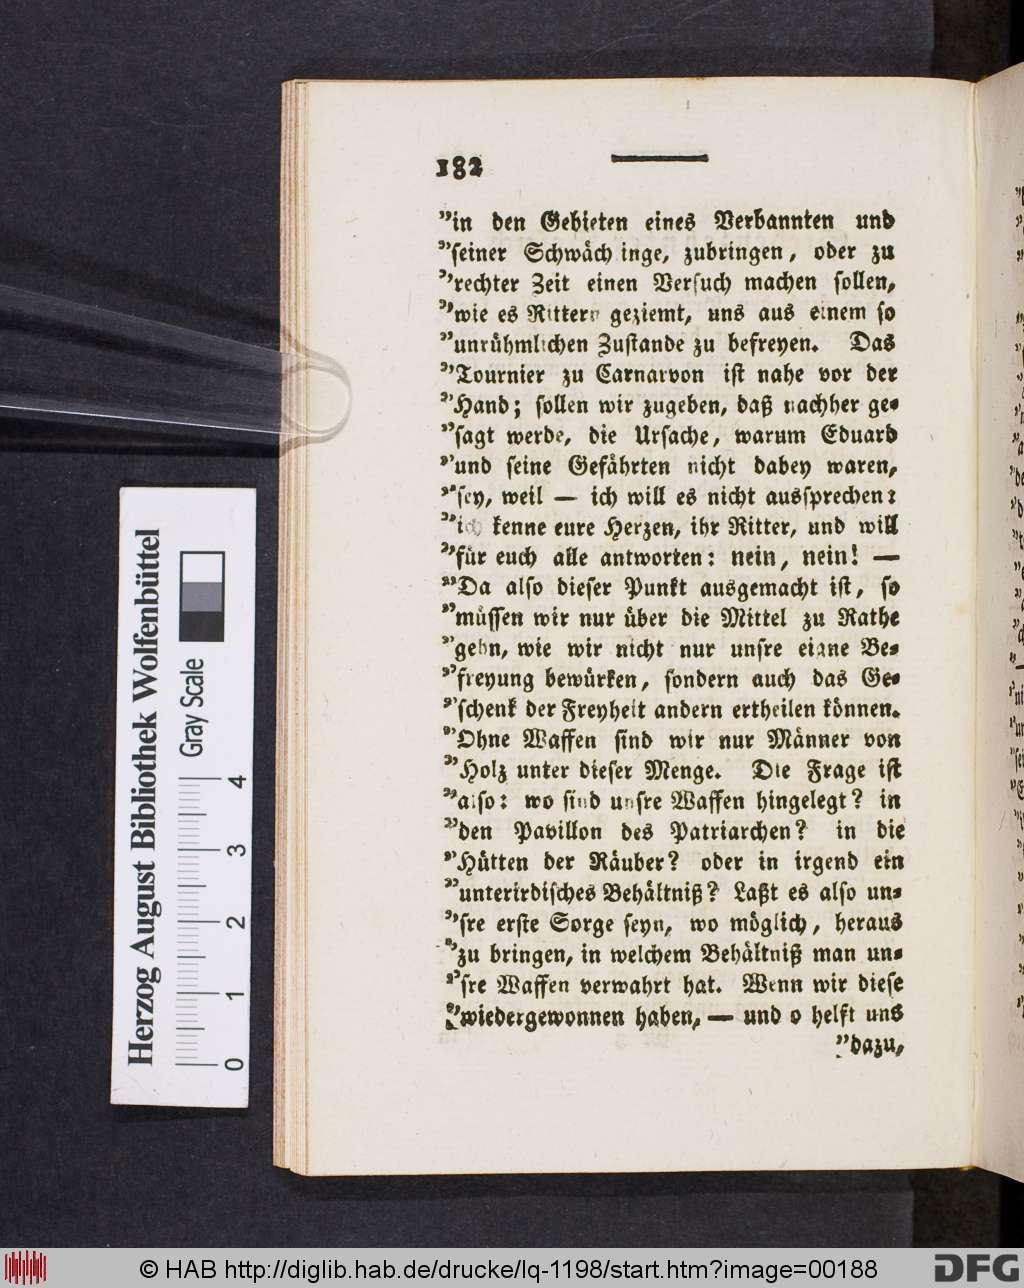 182
”in den Gebieten eines Verbannten und
”ſeiner Schwäch inge, zubringen, oder zu
”rechter Zeit einen Verſuch machen ſollen,
”wie es Rittern geziemt, uns aus einem ſo
”unrühmlichen Zuſtande zu befreyen. Das
”Tournier zu Carnarvon iſt nahe vor der
”Hand; ſollen wir zugeben, daß nachher ge⸗
”ſagt werde, die Urſache, warum Eduard
”und ſeine Gefährten nicht dabey waren,
”ſey, weil — ich will es nicht ausſprechen:
”ich kenne eure Herzen, ihr Ritter, und will
”für euch alle antworten: nein, nein! —
”Da alſo dieſer Punkt ausgemacht iſt, ſo
”müſſen wir nur über die Mittel zu Rathe
”gehn, wie wir nicht nur unſre eigne Be⸗
”freyung bewürken, ſondern auch das Ge⸗
”ſchenk der Freyheit andern ertheilen können.
”Ohne Waffen ſind wir nur Männer von
”Holz unter dieſer Menge. Die Frage iſt
”alſo: wo ſind unſre Waffen hingelegt? in
”den Pavillon des Patriarchen? in die
”Hütten der Räuber? oder in irgend ein
”unterirdiſches Behältniß? Laßt es alſo un⸗
”ſre erſte Sorge ſeyn, wo möglich, heraus
”zu bringen, in welchem Behältniß man un⸗
”ſre Waffen verwahrt hat. Wenn wir dieſe
”wiedergewonnen haben, — und o helft uns
”dazu,
Herzog August Bibliothek Wolfenbüttel
Gray Scale
0 1 2 3 4
© HAB http://diglib.hab.de/drucke/lq-1198/start.htm?image=00188
DFG